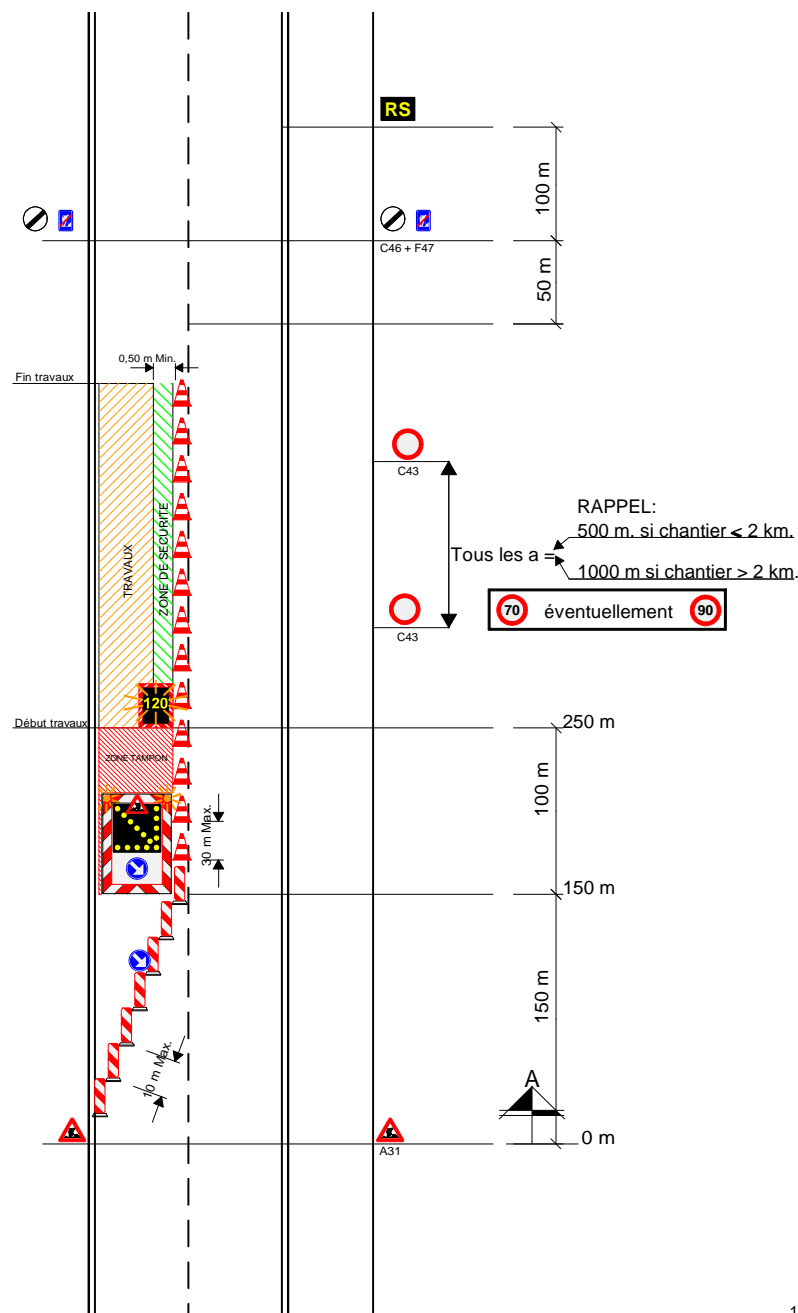 RS
100 m
C46 + F47
50 m
0,50 m Min.
Fin travaux
C43
RAPPEL:
500 m. si chantier < 2 km.
Tous les a =
1000 m si chantier > 2 km.
TRAVAUX
ZONE DE SECURITE
70 éventuellement 90
C43
120
Début travaux
250 m
ZONE TAMPON
100 m
30 m Max.
150 m
150 m
10 m Max.
A
0 m
A31